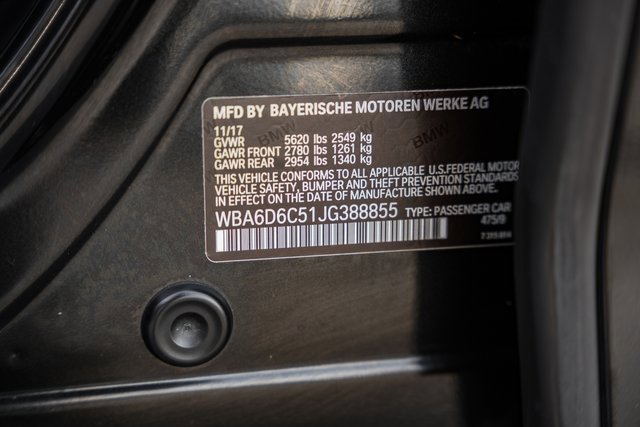 MFD BY BAYERISCHE MOTOREN WERKE AG
11/17
GVWR 5620 lbs 2549 kg
GAWR FRONT 2780 lbs 1261 kg
GAWR REAR 2954 lbs 1340 kg
THIS VEHICLE CONFORMS TO ALL APPLICABLE U.S.FEDERAL MOTOR
VEHICLE SAFETY, BUMPER AND THEFT PREVENTION STANDARDS
IN EFFECT ON THE DATE OF MANUFACTURE SHOWN ABOVE.
WBA6D6C51JG388855 TYPE: PASSENGER CAR
475/9